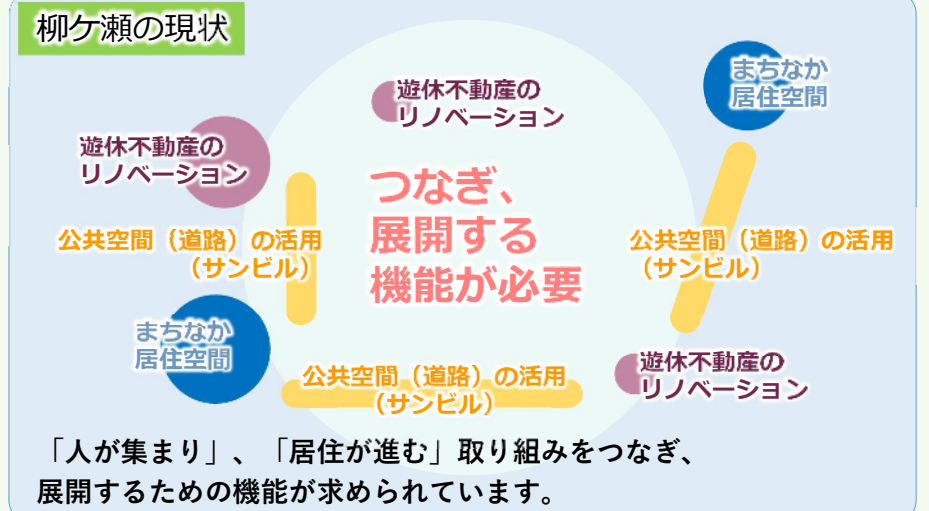 柳ケ瀬の現状
遊休不動産の
リノベーション
まちなか
居住空間
遊休不動産の
リノベーション
つなぎ、
展開する
機能が必要
公共空間（道路）の活用
（サンビル）
公共空間（道路）の活用
（サンビル）
まちなか
居住空間
遊休不動産の
リノベーション
公共空間（道路）の活用
（サンビル）
「人が集まり」、「居住が進む」取り組みをつなぎ、
展開するための機能が求められています。